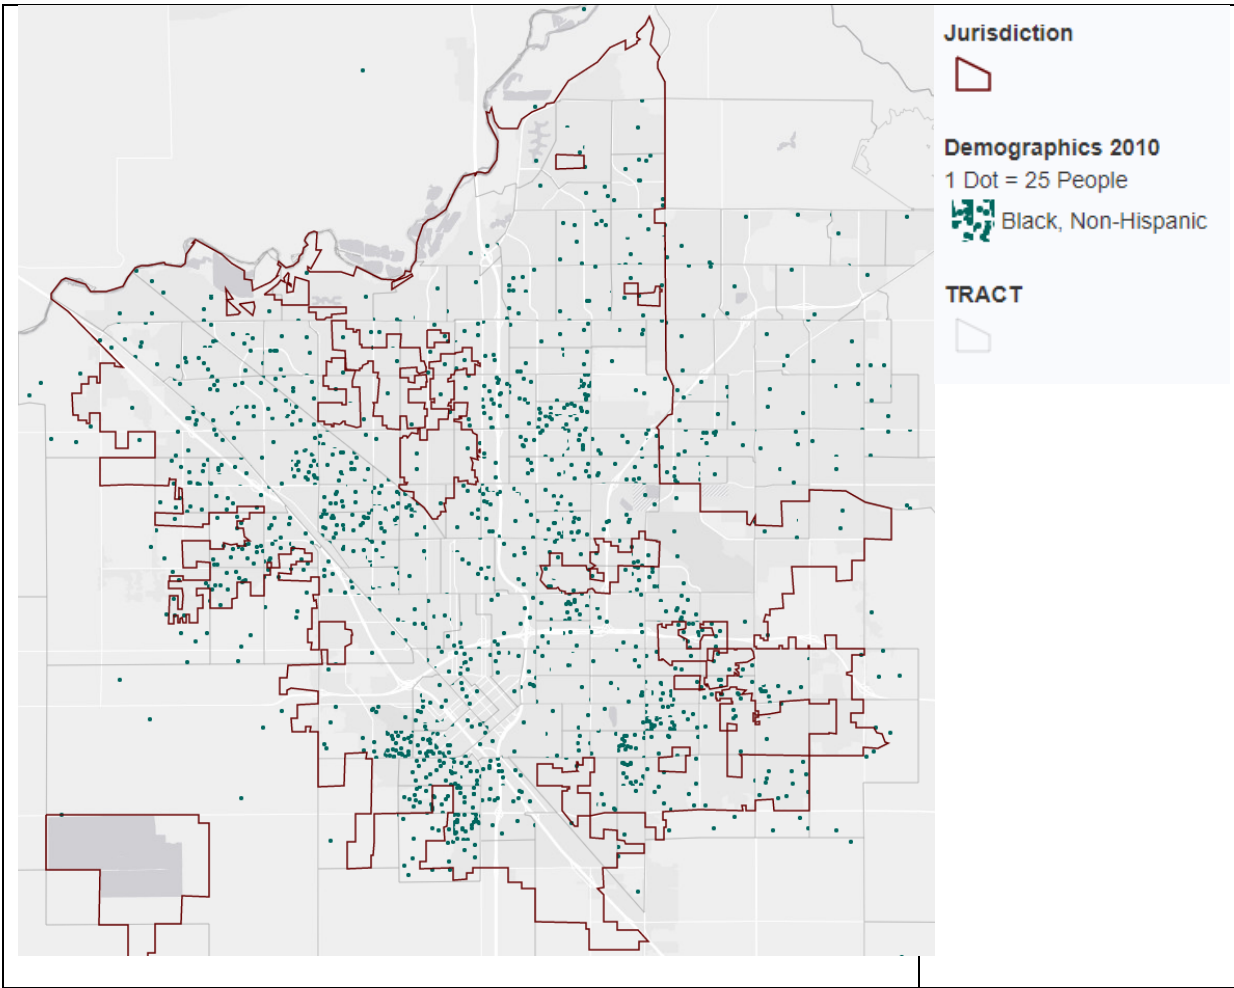 Jurisdiction
Demographics 2010
1 Dot = 25 People
Black, Non-Hispanic
TRACT